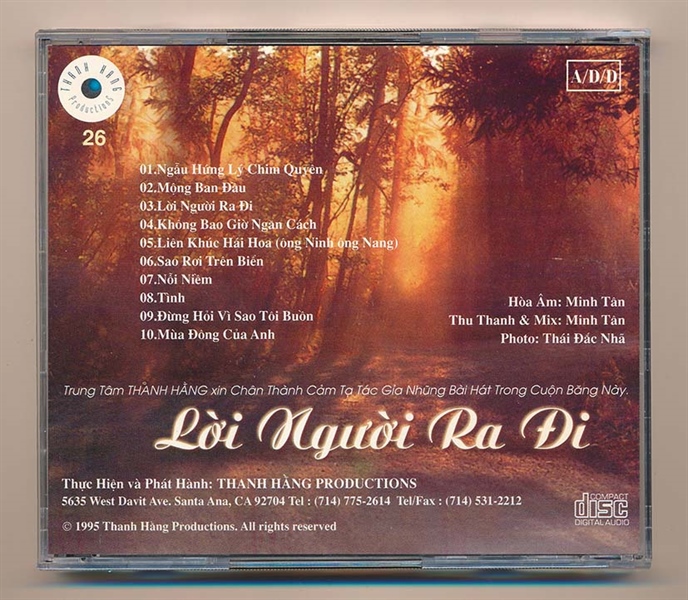 THANH HANG
Productions
26
A/D/D
01.Ngẫu Hứng Lý Chim Quyên
02.Mộng Ban Đầu
03.Lời Người Ra Đi
04.Không Bao Giờ Ngăn Cách
05.Liên Khúc Hái Hoa (ông Ninh ông Nang)
06.Sao Rơi Trên Biển
07.Nỗi Niềm
08.Tình
09.Đừng Hỏi Vì Sao Tôi Buồn
10.Mùa Đông Của Anh
Hòa Âm: Minh Tân
Thu Thanh & Mix: Minh Tân
Photo: Thái Đắc Nhã
Trung Tâm THANH HẰNG xin Chân Thành Cảm Tạ Tác Gỉa Những Bài Hát Trong Cuộn Băng Này.
Lời Người Ra Đi
Thực Hiện và Phát Hành: THANH HẰNG PRODUCTIONS
5635 West Davit Ave. Santa Ana, CA 92704 Tel : (714) 775-2614 Tel/Fax : (714) 531-2212
© 1995 Thanh Hằng Productions. All rights reserved
COMPACT
disc
DIGITAL AUDIO